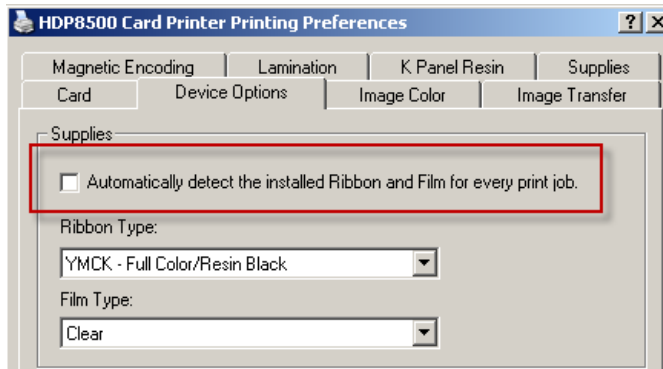 HDP8500 Card Printer Printing Preferences
Magnetic Encoding Lamination K Panel Resin Supplies
Card Device Options Image Color Image Transfer
Supplies
Automatically detect the installed Ribbon and Film for every print job.
Ribbon Type:
YMCK - Full Color/Resin Black
Film Type:
Clear